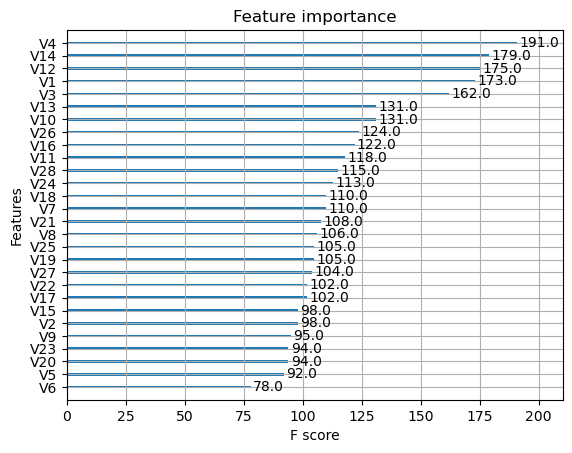 Feature importance
V4 191.0
V14 179.0
V12 175.0
V1 173.0
V3 162.0
V13 131.0
V10 131.0
V26 124.0
V16 122.0
V11 118.0
V28 115.0
V24 113.0
V18 110.0
V7 110.0
V21 108.0
V8 106.0
V25 105.0
V19 105.0
V27 104.0
V22 102.0
V17 102.0
V15 98.0
V2 98.0
V9 95.0
V23 94.0
V20 94.0
V5 92.0
V6 78.0
Features
0 25 50 75 100 125 150 175 200
F score